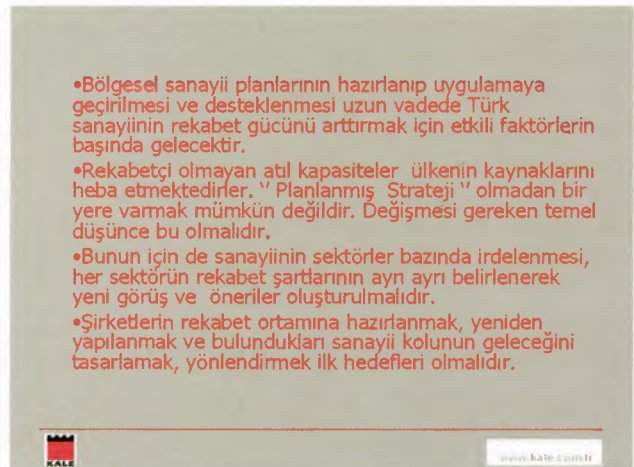 •Bölgesel sanayii planlarının hazırlanıp uygulamaya
geçirilmesi ve desteklenmesi uzun vadede Türk
sanayiinin rekabet gücünü arttırmak için etkili faktörlerin
başında gelecektir.
•Rekabetçi olmayan atıl kapasiteler ülkenin kaynaklarını
heba etmektedirler. " Planlanmış Strateji " olmadan bir
yere varmak mümkün değildir. Değişmesi gereken temel
düşünce bu olmalıdır.
•Bunun için de sanayiinin sektörler bazında irdelenmesi,
her sektörün rekabet şartlarının ayrı ayrı belirlenerek
yeni görüş ve öneriler oluşturulmalıdır.
•Şirketlerin rekabet ortamına hazırlanmak, yeniden
yapılanmak ve bulundukları sanayii kolunun geleceğini
tasarlamak, yönlendirmek ilk hedefleri olmalıdır.
KALE
www.kale.com.tr